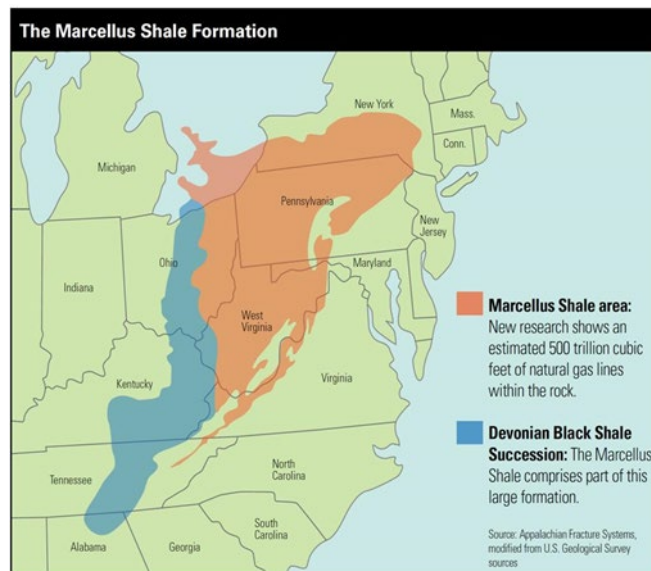 The Marcellus Shale Formation
New York
Mass.
Conn.
Michigan
Pennsylvania
New
Jersey
Ohio
Maryland
Indiana
West
Virginia
Marcellus Shale area:
New research shows an
estimated 500 trillion cubic
feet of natural gas lines
within the rock.
Kentucky
Virginia
Devonian Black Shale
Succession: The Marcellus
Shale comprises part of this
large formation.
Tennessee
North
Carolina
South
Carolina
Alabama
Georgia
Source: Appalachian Fracture Systems,
modified from U.S. Geological Survey
sources